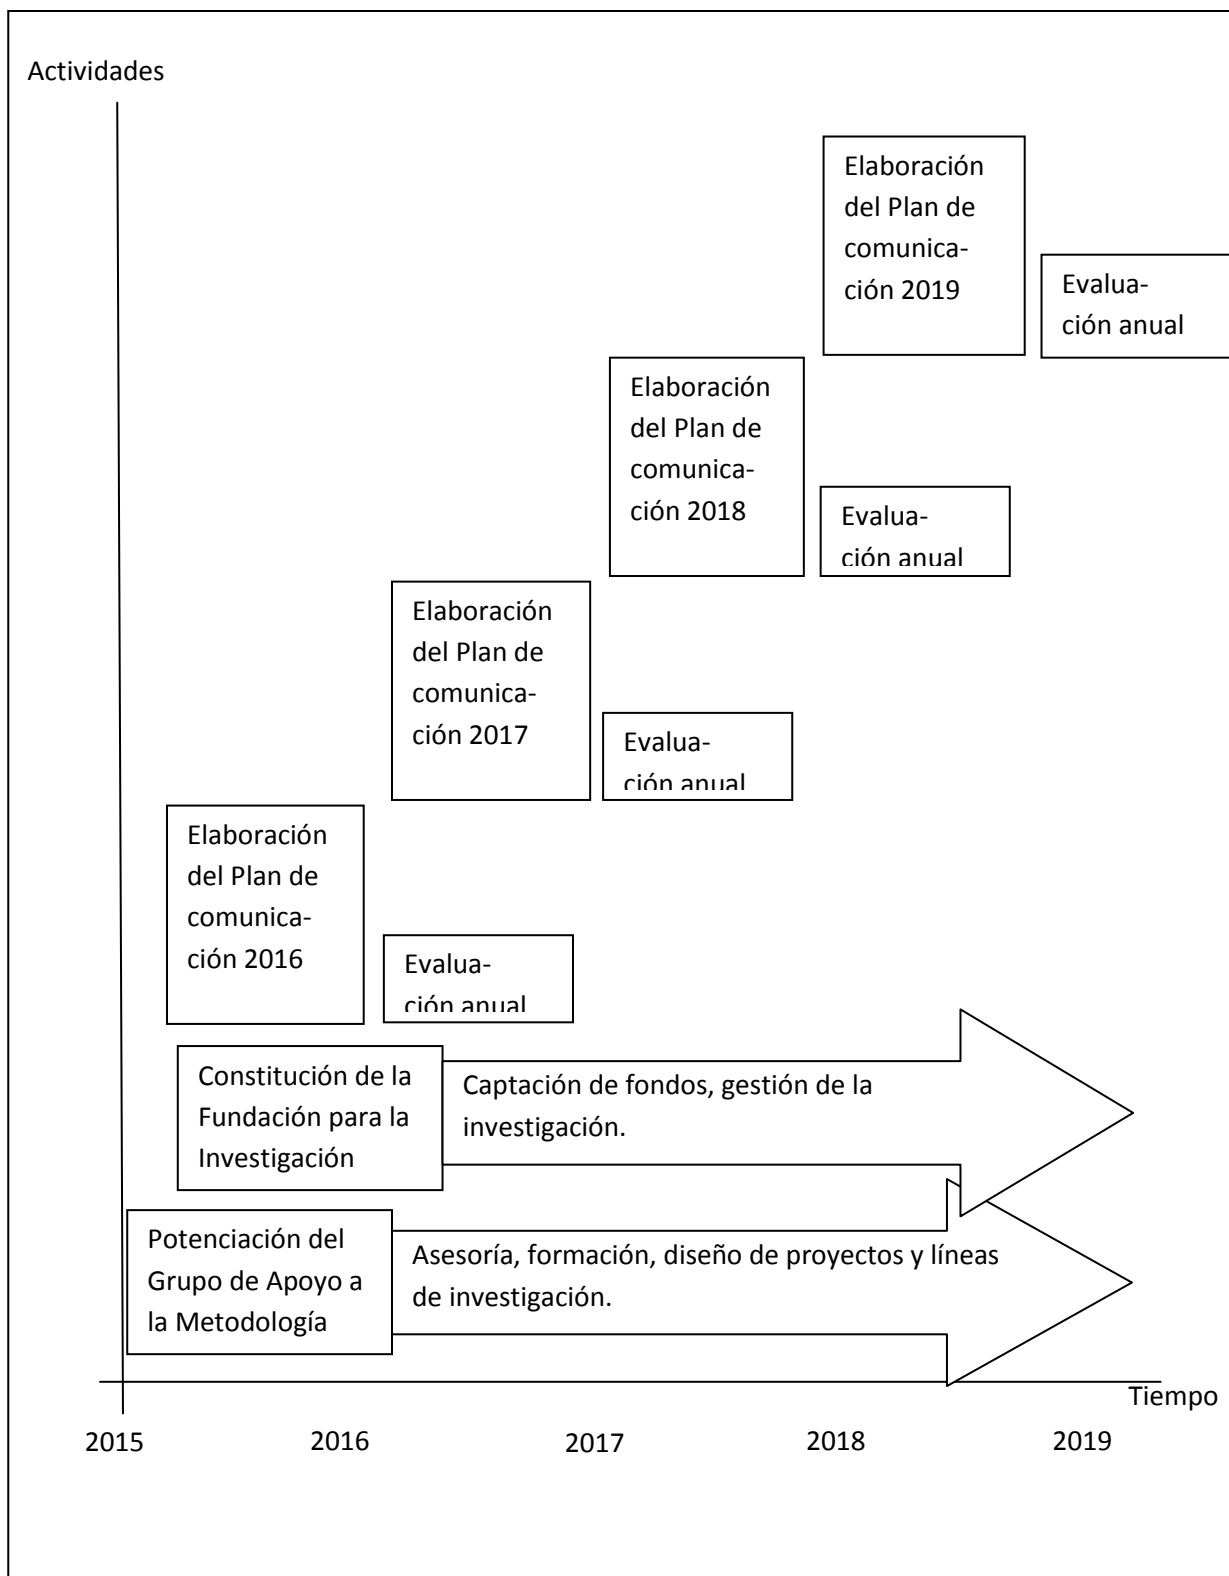 Actividades
Elaboración
del Plan de
comunica-
ción 2019
Evalua-
ción anual
Elaboración
del Plan de
comunica-
ción 2018
Evalua-
ción anual
Elaboración
del Plan de
comunica-
ción 2017
Evalua-
ción anual
Elaboración
del Plan de
comunica-
ción 2016
Evalua-
ción anual
Constitución de la
Fundación para la
Investigación
Captación de fondos, gestión de la
investigación.
Potenciación del
Grupo de Apoyo a
la Metodología
Asesoría, formación, diseño de proyectos y líneas
de investigación.
Tiempo
2015 2016 2017 2018 2019